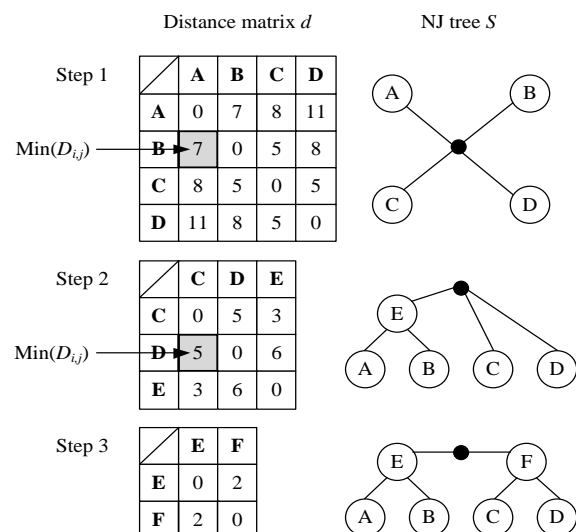 Distance matrix d NJ tree S
Step 1
A B C D
A 0 7 8 11
Min(Di,j) B 7 0 5 8
C 8 5 0 5
D 11 8 5 0
A B
C D
Step 2
C D E
C 0 5 3
Min(Di,j) D 5 0 6
E 3 6 0
E
A B C D
Step 3
E F
E 0 2
F 2 0
E F
A B C D